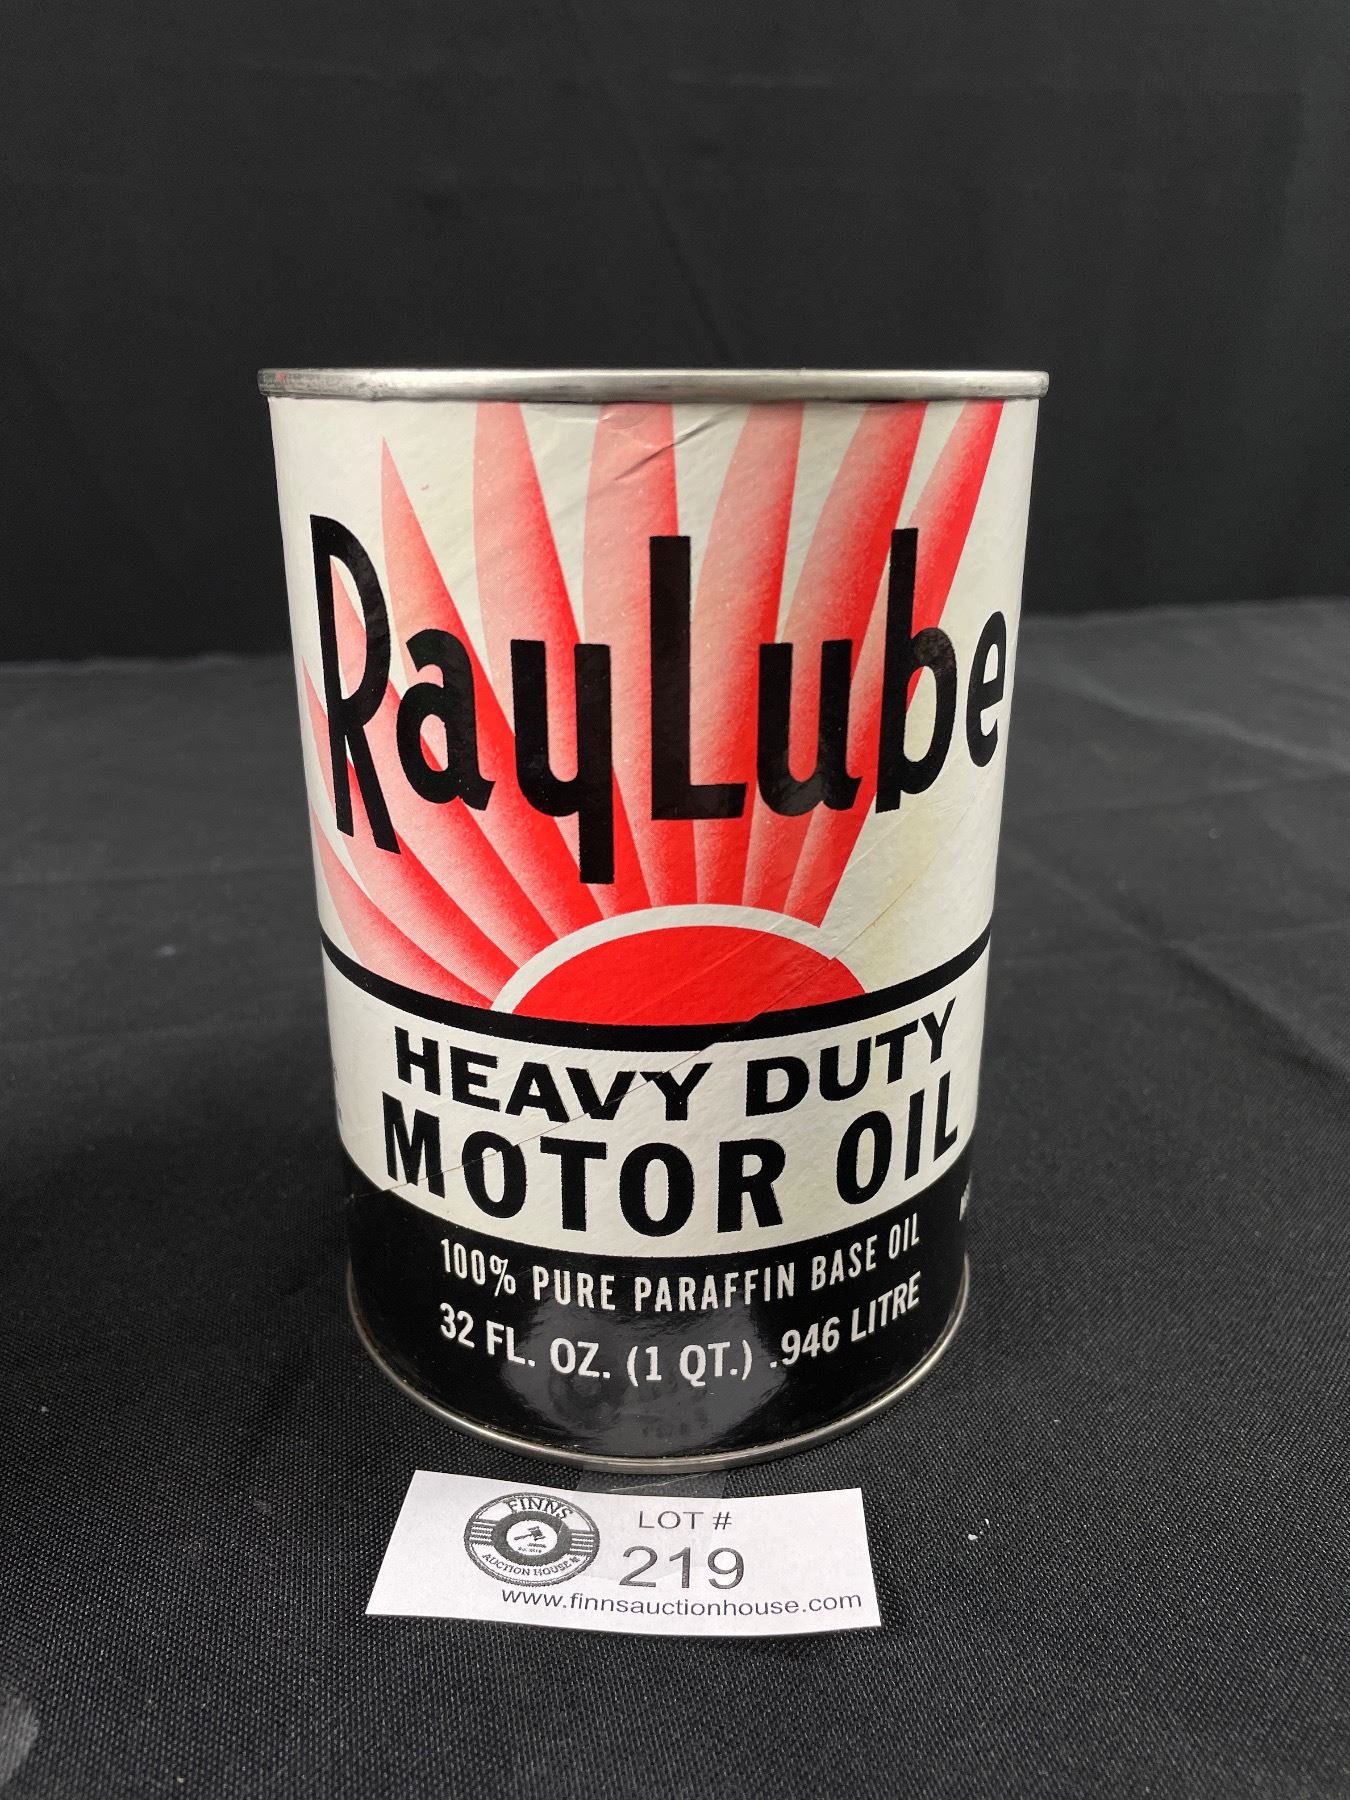 RayLube
HEAVY DUTY
MOTOR OIL
100% PURE PARAFFIN BASE OIL
32 FL. OZ. (1 QT.) .946 LITRE
FINNS
AUCTION HOUSE
LOT #
219
www.finnsauctionhouse.com